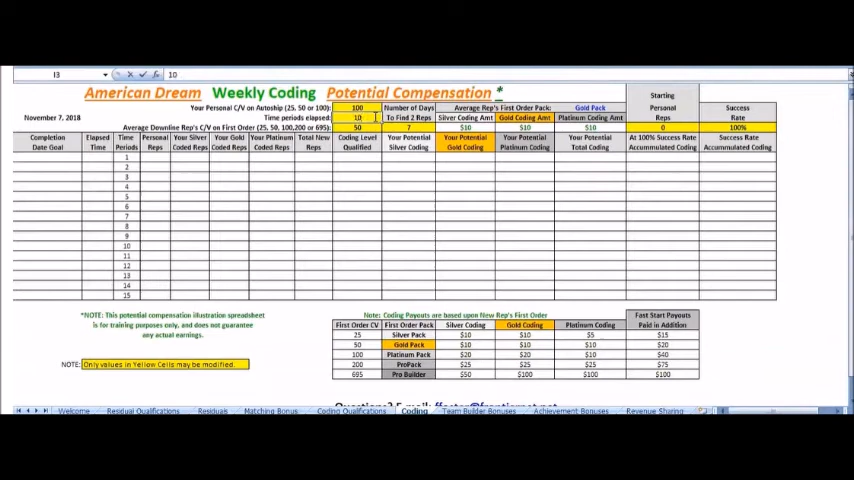 I3 10
American Dream Weekly Coding Potential Compensation *
Starting
Your Personal C/V on Autoship (25, 50 or 100): 100 Number of Days Average Rep's First Order Pack: Gold Pack Personal Success
November 7, 2018 Time periods elapsed: 10 To Find 2 Reps Silver Coding Amt Gold Coding Amt Platinum Coding Amt Reps Rate
Average Downline Rep's C/V on First Order (25, 50,100,200 or 695): 50 7 $10 $10 $10 0 100%
Completion Elapsed Time Personal Your Silver Your Gold Your Platinum Total New Coding Level Your Potential Your Potential Your Potential Your Potential At 100% Success Rate Success Rate
Date Goal Time Periods Reps Coded Reps Coded Reps Coded Reps Reps Qualified Silver Coding Gold Coding Platinum Coding Total Coding Accumulated Coding Accumulated Coding
1
2
3
4
5
6
7
8
9
10
11
12
13
14
15
*NOTE: This potential compensation illustration spreadsheet
is for training purposes only, and does not guarantee
any actual earnings.
NOTE: Only values in Yellow Cells may be modified.
Note: Coding Payouts are based upon New Rep's First Order Fast Start Payouts
First Order CV First Order Pack Silver Coding Gold Coding Platinum Coding Paid in Addition
25 Silver Pack $10 $10 $5 $15
50 Gold Pack $10 $10 $10 $20
100 Platinum Pack $20 $20 $10 $40
200 ProPack $25 $25 $25 $75
695 Pro Builder $50 $100 $100 $100
Welcome Residual Qualifications Residuals Matching Bonus Coding Qualifications Coding Team Builder Bonuses Achievement Bonuses Revenue Sharing